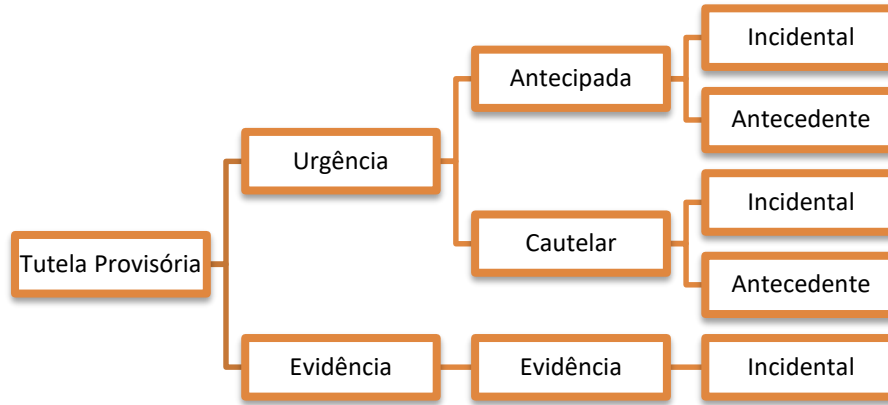 Tutela Provisória
Urgência
Antecipada
Incidental
Antecedente
Cautelar
Incidental
Antecedente
Evidência
Evidência
Incidental